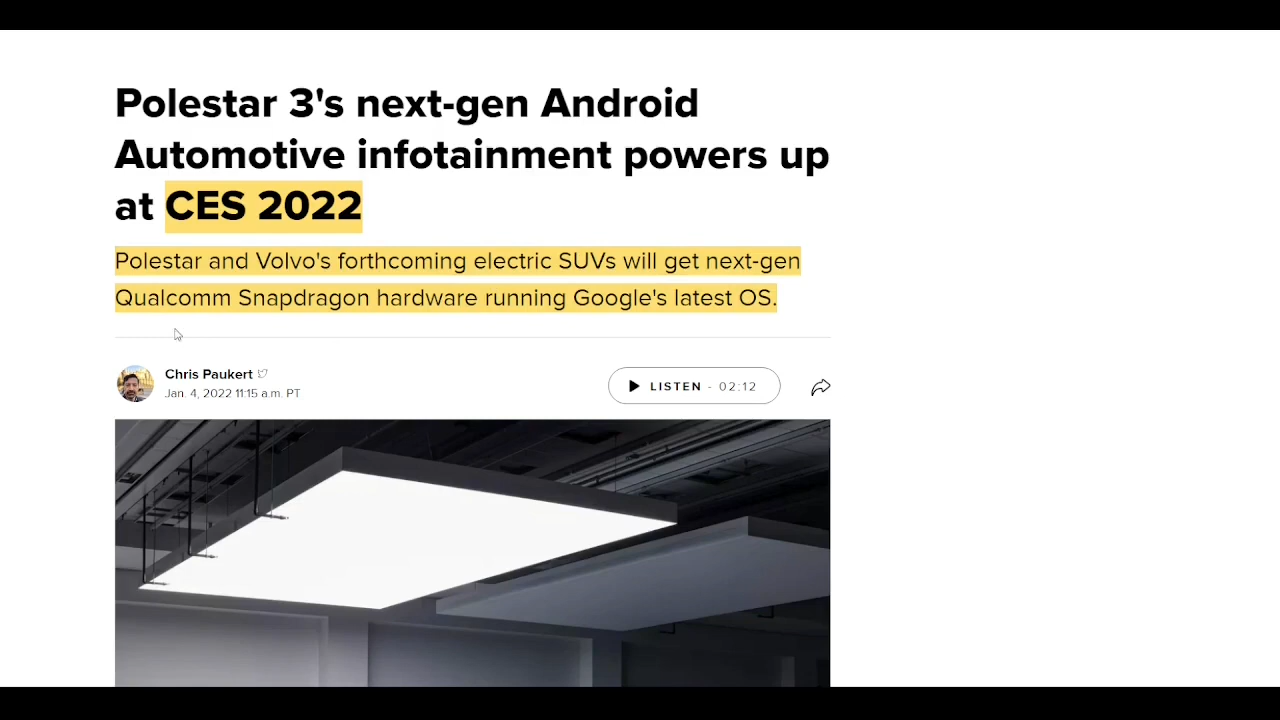 Polestar 3's next-gen Android
Automotive infotainment powers up
at CES 2022
Polestar and Volvo's forthcoming electric SUVs will get next-gen
Qualcomm Snapdragon hardware running Google's latest OS.
Chris Paukert
Jan. 4, 2022 11:15 a.m. PT
LISTEN - 02:12